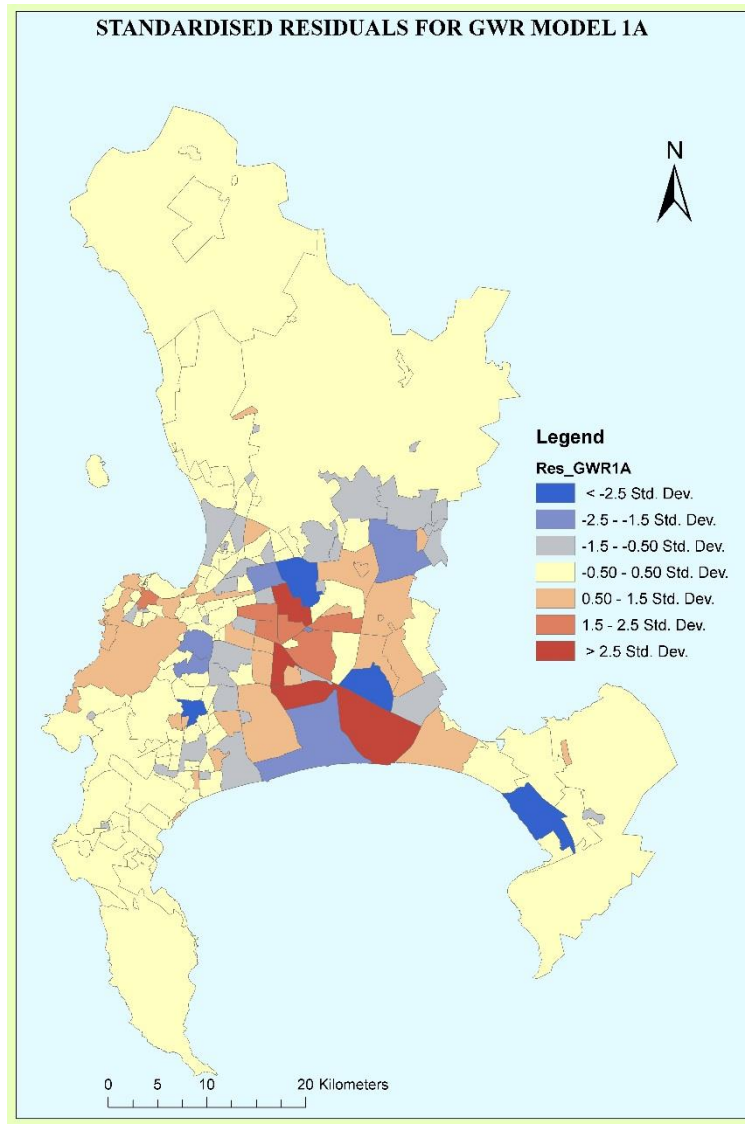 STANDARDISED RESIDUALS FOR GWR MODEL 1A
N
Legend
Res_GWR1A
< -2.5 Std. Dev.
-2.5 - -1.5 Std. Dev.
-1.5 - -0.50 Std. Dev.
-0.50 - 0.50 Std. Dev.
0.50 - 1.5 Std. Dev.
1.5 - 2.5 Std. Dev.
> 2.5 Std. Dev.
0 5 10 20 Kilometers